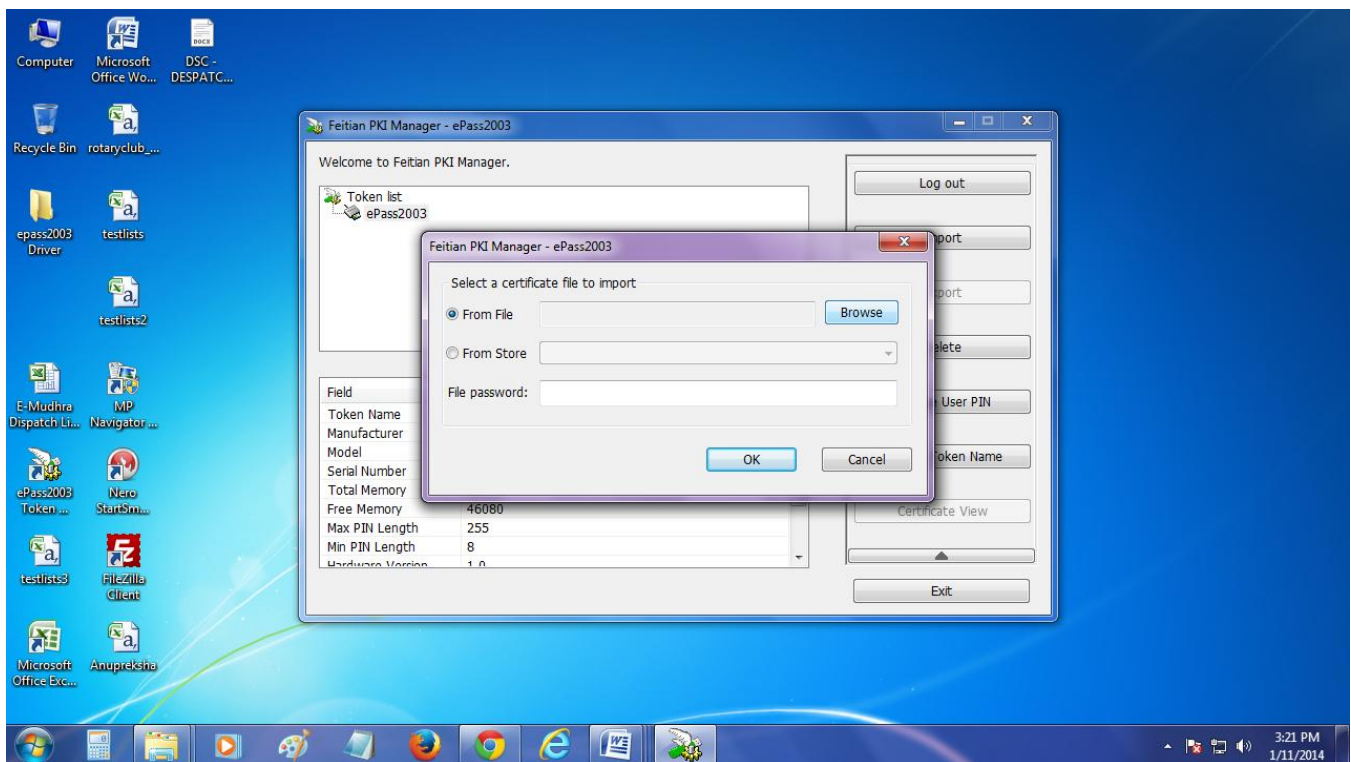 Computer
Microsoft Office Wo...
DSC - DESPATC...
Recycle Bin
rotaryclub_...
epass2003 Driver
testlists
testlists2
E-Mudhra Dispatch Li...
MP Navigator ...
ePass2003 Token ...
Nero StartSm...
testlists3
FileZilla Client
Microsoft Office Exc...
Anupreksha
Feitian PKI Manager - ePass2003
Welcome to Feitian PKI Manager.
Token list
ePass2003
Log out
port
port
elete
User PIN
oken Name
Certificate View
Exit
Feitian PKI Manager - ePass2003
Select a certificate file to import
From File
Browse
From Store
File password:
OK
Cancel
Field
Token Name
Manufacturer
Model
Serial Number
Total Memory
Free Memory 46080
Max PIN Length 255
Min PIN Length 8
Hardware Version 1.0
3:21 PM
1/11/2014